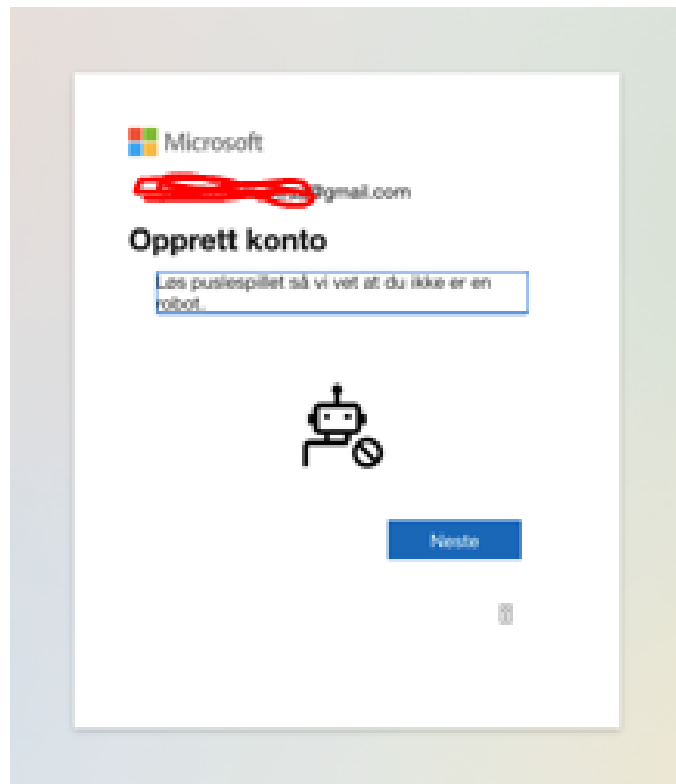 Microsoft
@gmail.com
Opprett konto
Løs puslespillet så vi vet at du ikke er en
robot.
Neste